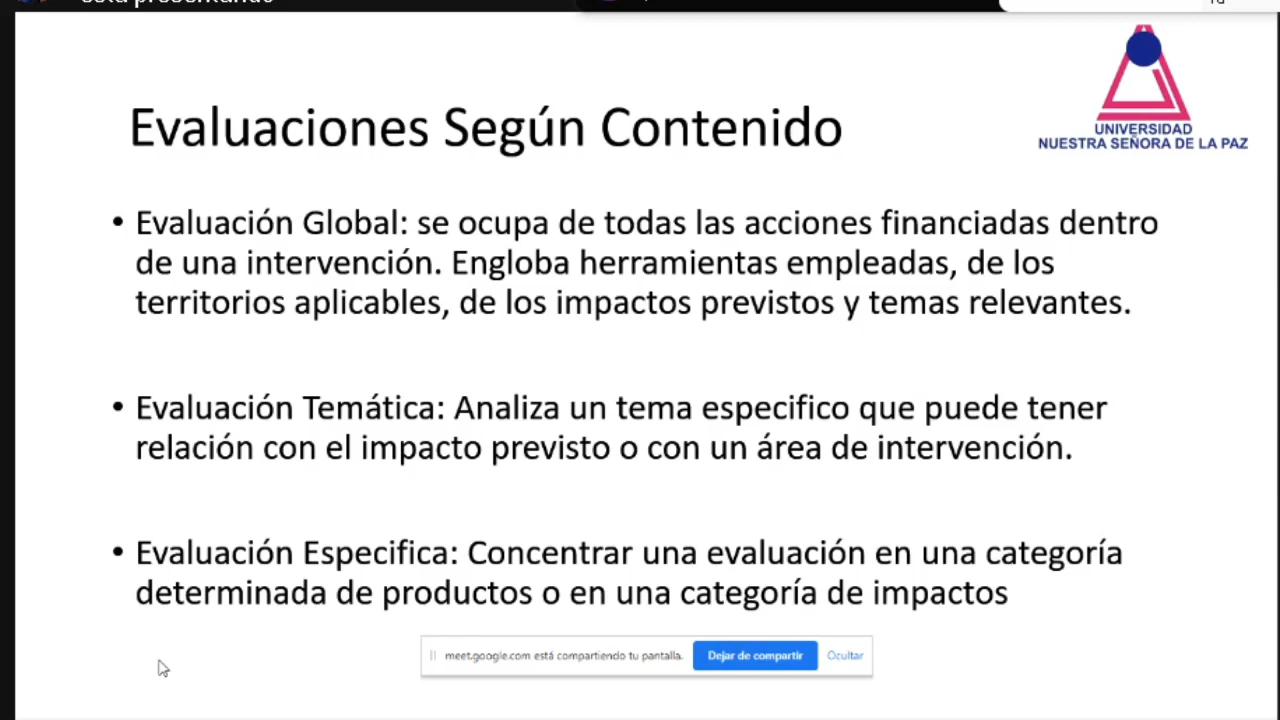 está presentando
Evaluaciones Según Contenido
UNIVERSIDAD
NUESTRA SEÑORA DE LA PAZ
• Evaluación Global: se ocupa de todas las acciones financiadas dentro
de una intervención. Engloba herramientas empleadas, de los
territorios aplicables, de los impactos previstos y temas relevantes.
• Evaluación Temática: Analiza un tema especifico que puede tener
relación con el impacto previsto o con un área de intervención.
• Evaluación Especifica: Concentrar una evaluación en una categoría
determinada de productos o en una categoría de impactos
meet.google.com está compartiendo tu pantalla. Dejar de compartir Ocultar